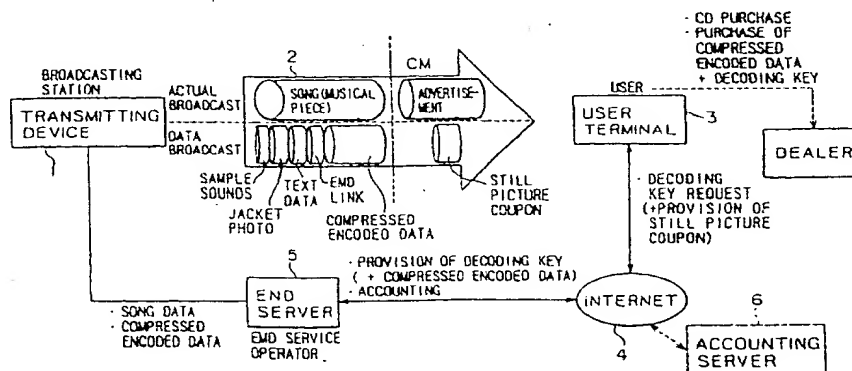 BROADCASTING
STATION
TRANSMITTING
DEVICE
1
ACTUAL
BROADCAST
DATA
BROADCAST
2
CM
SONG(MUSICAL
PIECE)
ADVERTISE-
MENT
SAMPLE
SOUNDS
JACKET
PHOTO
TEXT
DATA
EMD
LINK
COMPRESSED
ENCODED DATA
STILL
PICTURE
COUPON
· CD PURCHASE
· PURCHASE OF
COMPRESSED
ENCODED DATA
+ DECODING KEY
USER
USER
TERMINAL
3
DEALER
· DECODING
KEY REQUEST
(+PROVISION OF
STILL PICTURE
COUPON)
5
END
SERVER
EMD SERVICE
OPERATOR
· SONG DATA
· COMPRESSED
ENCODED DATA
· PROVISION OF DECODING KEY
( + COMPRESSED ENCODED DATA)
· ACCOUNTING
iNTERNET
4
6
ACCOUNTING
SERVER